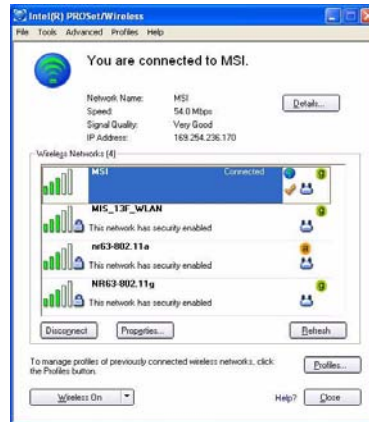 Intel(R) PROSet/Wireless
File Tools Advanced Profiles Help
You are connected to MSI.
Network Name: MSI
Speed: 54.0 Mbps
Signal Quality: Very Good
IP Address: 169.254.236.170
Details...
Wireless Networks (4)
MSI Connected
g
MIS_13F_WLAN
g
This network has security enabled
nr63-802.11a
a
This network has security enabled
NR63-802.11g
g
This network has security enabled
Disconnect Properties... Refresh
To manage profiles of previously connected wireless networks, click
the Profiles button.
Profiles...
Wireless On Help? Close